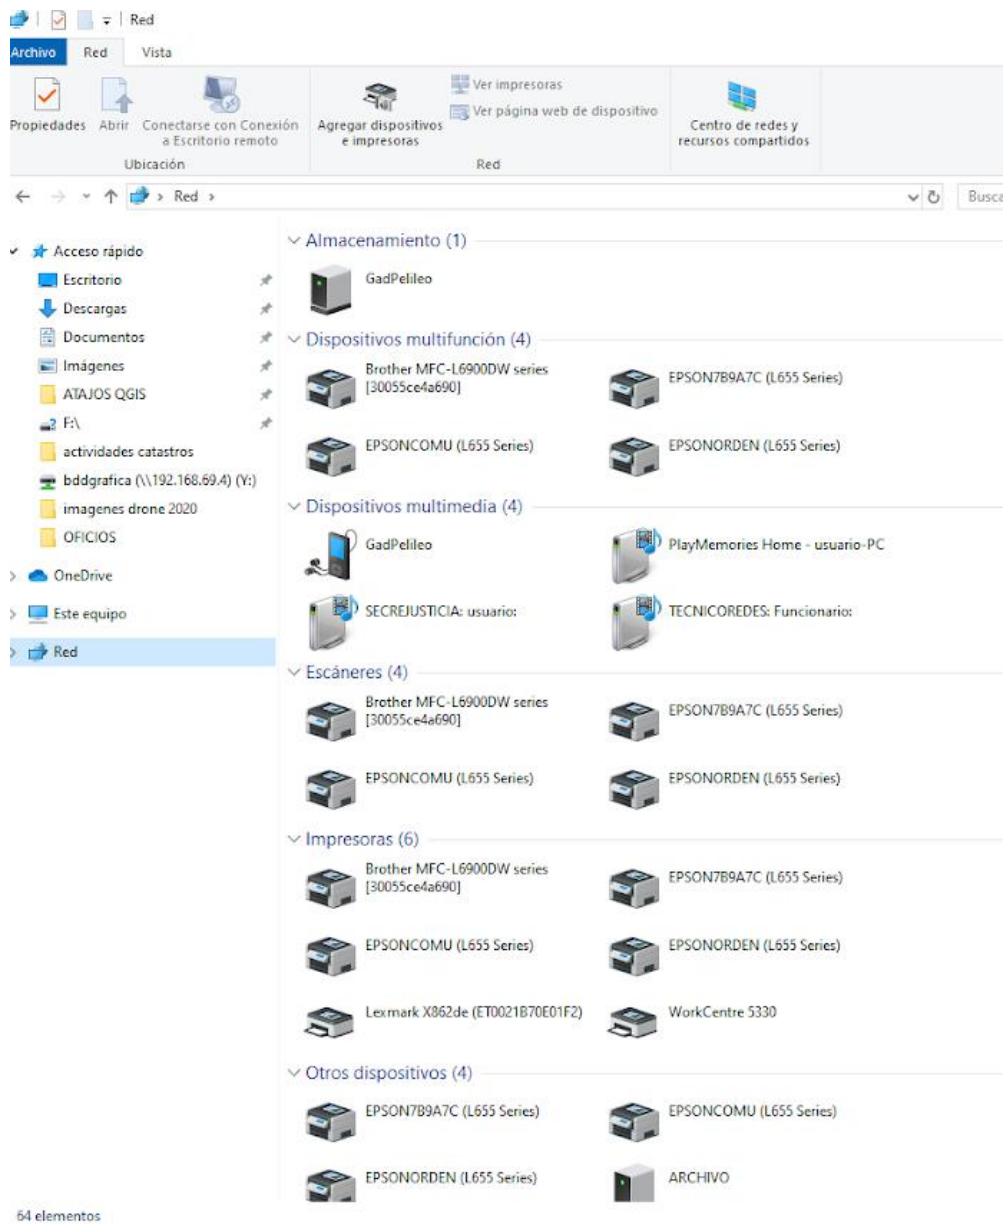 Red
Archivo Red Vista
Propiedades Abrir Conectarse con Conexión a Escritorio remoto
Ubicación
Agregar dispositivos e impresoras
Ver impresoras
Ver página web de dispositivo
Red
Centro de redes y recursos compartidos
Red
Busca
Acceso rápido
Escritorio
Descargas
Documentos
Imágenes
ATAJOS QGIS
F:\
actividades catastros
bddgrafica (\\192.168.69.4) (Y:)
imagenes drone 2020
OFICIOS
OneDrive
Este equipo
Red
Almacenamiento (1)
GadPelileo
Dispositivos multifunción (4)
Brother MFC-L6900DW series
[30055ce4a690]
EPSON7B9A7C (L655 Series)
EPSONCOMU (L655 Series)
EPSONORDEN (L655 Series)
Dispositivos multimedia (4)
GadPelileo
PlayMemories Home - usuario-PC
SECREJUSTICIA: usuario:
TECNICOREDES: Funcionario:
Escáneres (4)
Brother MFC-L6900DW series
[30055ce4a690]
EPSON7B9A7C (L655 Series)
EPSONCOMU (L655 Series)
EPSONORDEN (L655 Series)
Impresoras (6)
Brother MFC-L6900DW series
[30055ce4a690]
EPSON7B9A7C (L655 Series)
EPSONCOMU (L655 Series)
EPSONORDEN (L655 Series)
Lexmark X862de (ET0021B70E01F2)
WorkCentre 5330
Otros dispositivos (4)
EPSON7B9A7C (L655 Series)
EPSONCOMU (L655 Series)
EPSONORDEN (L655 Series)
ARCHIVO
64 elementos